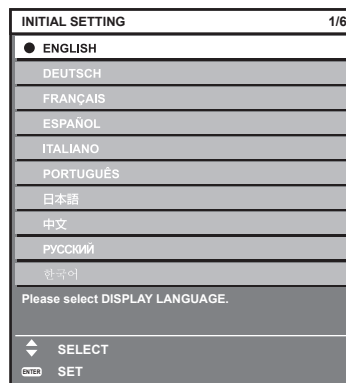 INITIAL SETTING 1/6
ENGLISH
DEUTSCH
FRANÇAIS
ESPAÑOL
ITALIANO
PORTUGUÊS
日本語
中文
РУССКИЙ
한국어
Please select DISPLAY LANGUAGE.
SELECT
ENTER SET